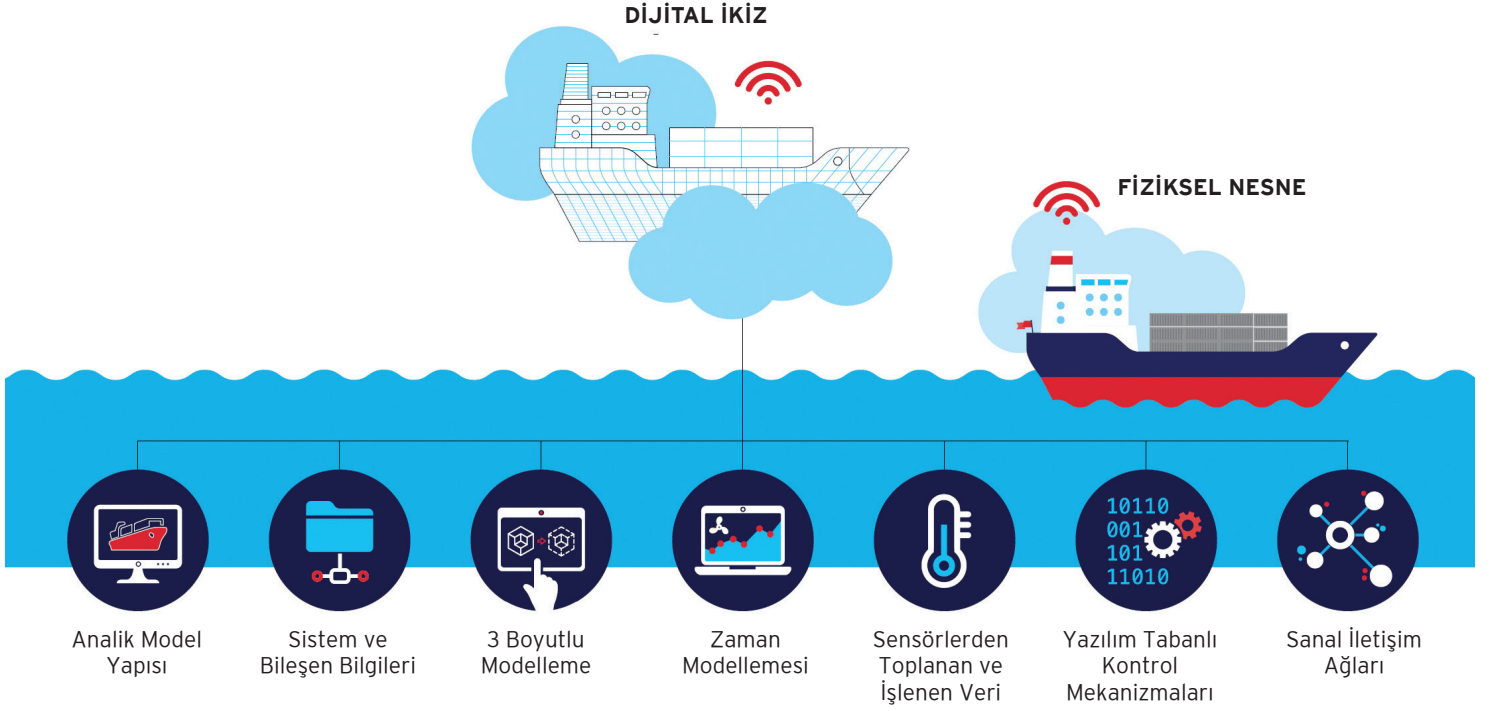 DİJİTAL İKİZ
FİZİKSEL NESNE
10110
001
101
11010
Analik Model
Yapısı
Sistem ve
Bileşen Bilgileri
3 Boyutlu
Modelleme
Zaman
Modellemesi
Sensörlerden
Toplanan ve
İşlenen Veri
Yazılım Tabanlı
Kontrol
Mekanizmaları
Sanal İletişim
Ağları